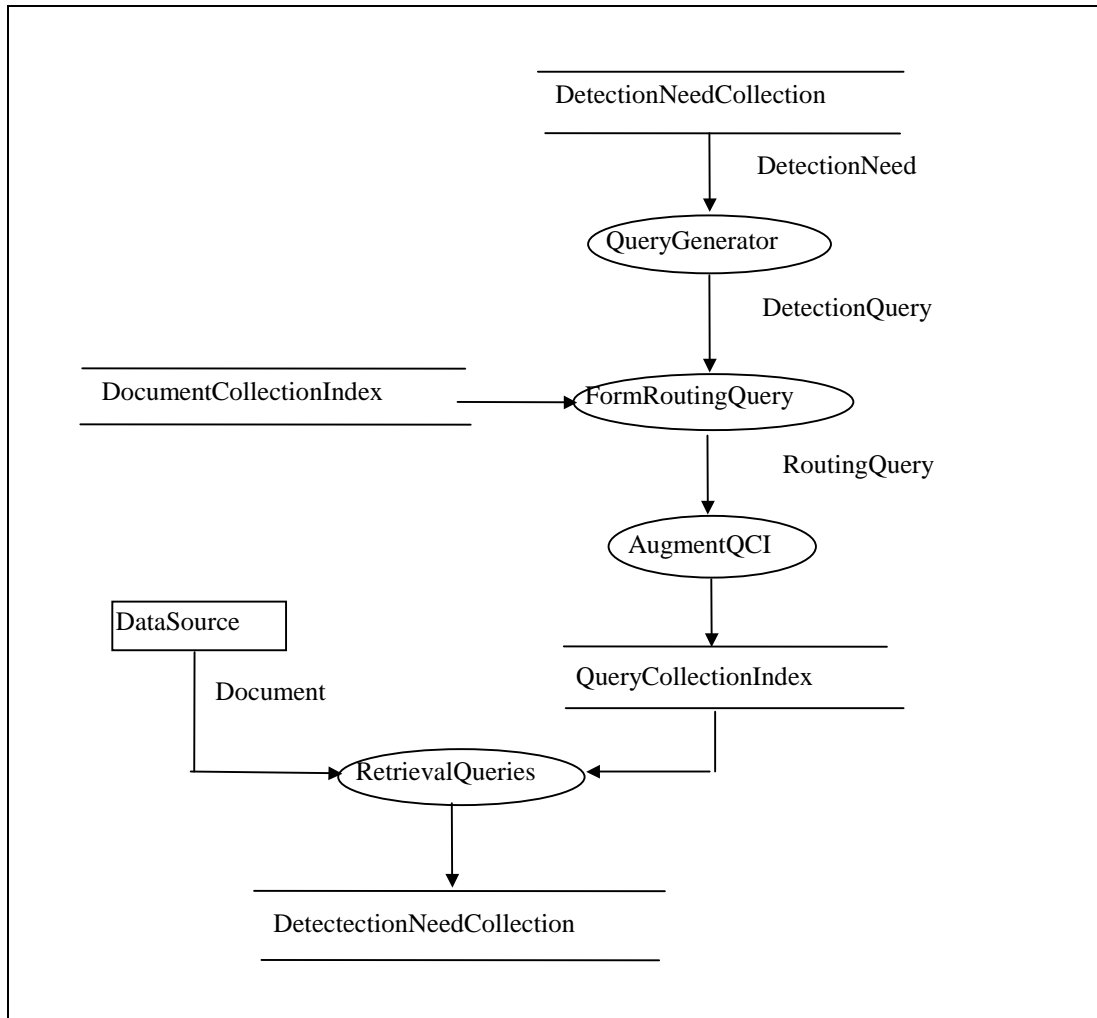 DetectionNeedCollection
DetectionNeed
QueryGenerator
DetectionQuery
DocumentCollectionIndex
FormRoutingQuery
RoutingQuery
AugmentQCI
DataSource
Document
QueryCollectionIndex
RetrievalQueries
DetectectionNeedCollection